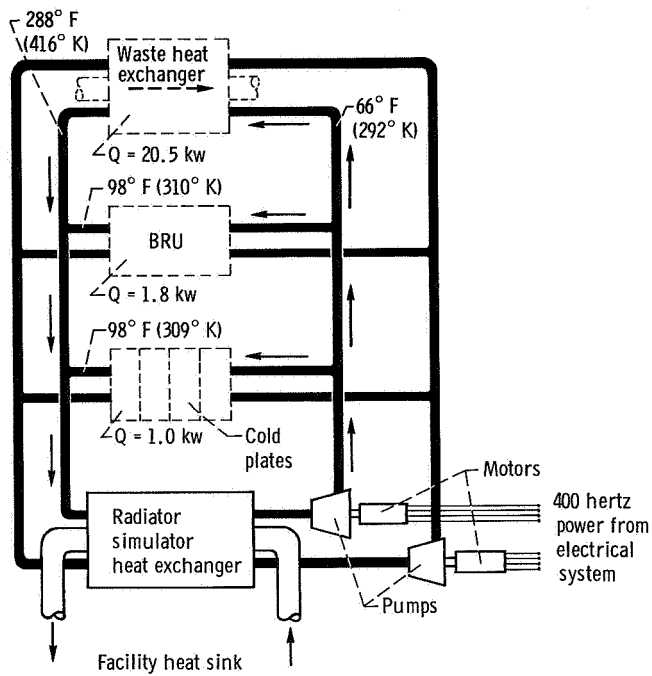 288° F
(416° K)
Waste heat
exchanger
66° F
(292° K)
Q = 20.5 kw
98° F (310° K)
BRU
Q = 1.8 kw
98° F (309° K)
Q = 1.0 kw
Cold
plates
Motors
Radiator
simulator
heat exchanger
400 hertz
power from
electrical
system
Pumps
Facility heat sink